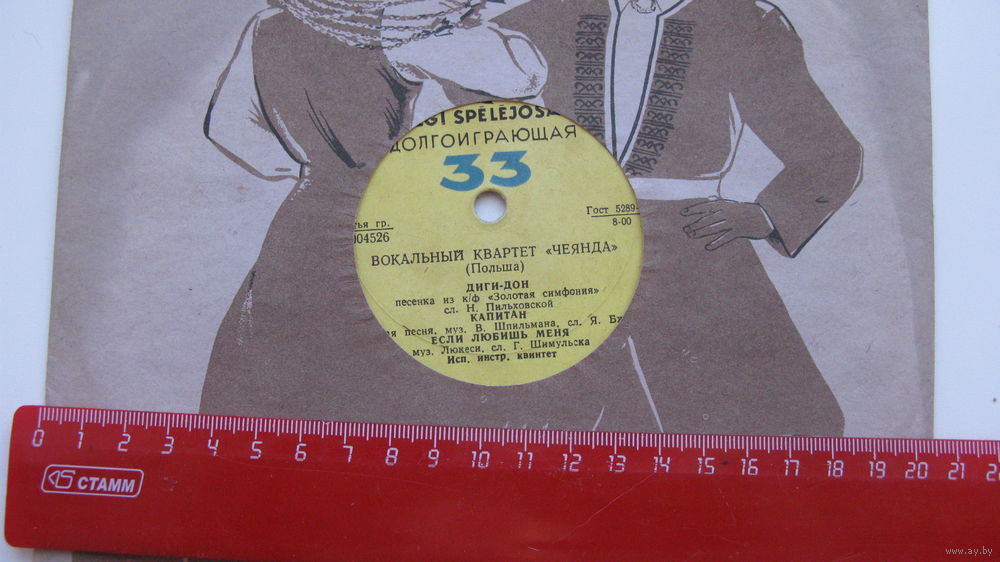 SPĒLĒJOŠA
ДОЛГОИГРАЮЩАЯ
33
Гост 5289-
8-00
тья гр.
004526
ВОКАЛЬНЫЙ КВАРТЕТ «ЧЕЯНДА»
(Польша)
ДИГИ-ДОН
песенка из к/ф «Золотая симфония»
сл. Н. Пильховской
КАПИТАН
я песня, муз. В. Шпильмана, сл. Я.
ЕСЛИ ЛЮБИШЬ МЕНЯ
муз. Люкеси, сл. Г. Шимульска
Исп. инстр. квинтет
0 1 2 3 4 5 6 7 8 9 10 11 12 13 14 15 16 17 18 19 20 21
СТАММ
www.ay.by